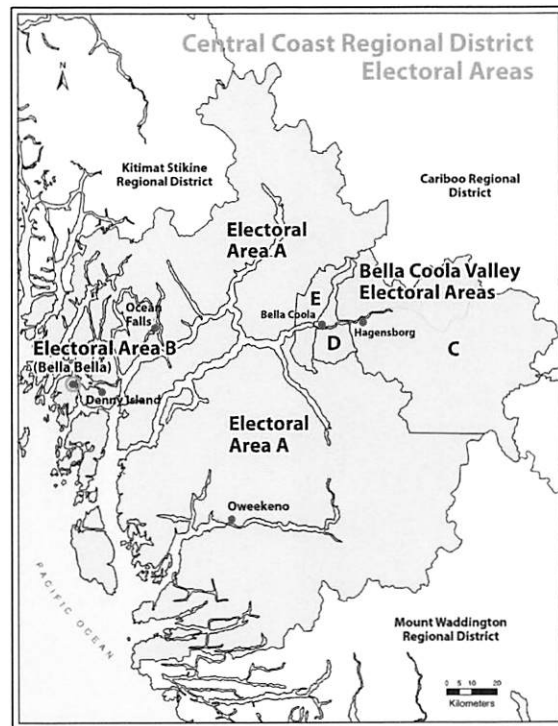 Central Coast Regional District
Electoral Areas
N
Kitimat Stikine
Regional District
Cariboo Regional
District
Electoral
Area A
Bella Coola Valley
Electoral Areas
E
Ocean
Falls
Bella Coola
Hagensborg
Electoral Area B
(Bella Bella)
D
C
Denny Island
Electoral
Area A
Oweekeno
PACIFIC OCEAN
Mount Waddington
Regional District
0 5 10 20
Kilometers